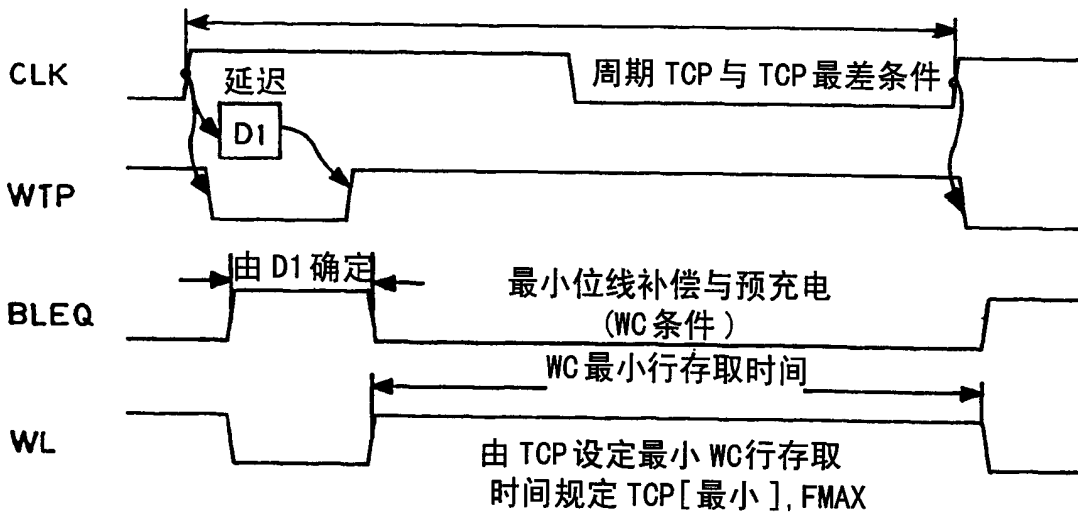 CLK
周期 TCP 与 TCP 最差条件
延迟
D1
WTP
由 D1 确定
最小位线补偿与预充电
(WC 条件)
BLEQ
WC 最小行存取时间
WL
由 TCP 设定最小 WC行存取
时间规定 TCP[最小], FMAX